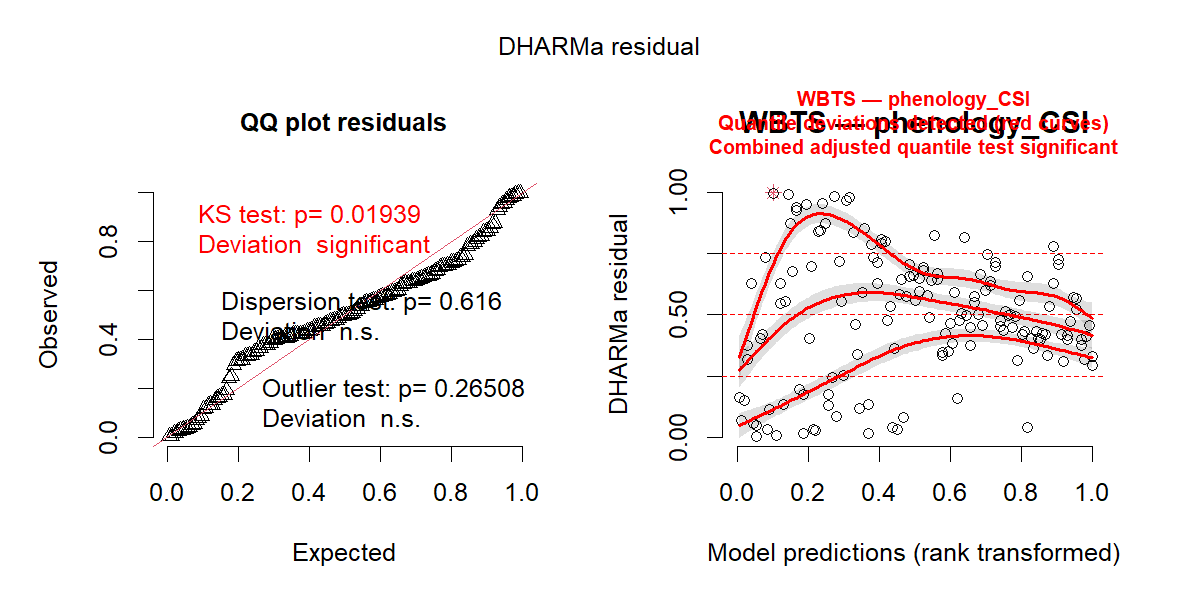 DHARMa residual
QQ plot residuals
KS test: p= 0.01939
Deviation  significant
Dispersion test: p= 0.616
Deviation  n.s.
Outlier test: p= 0.26508
Deviation  n.s.
Observed
0.0
0.4
0.8
0.0
0.2
0.4
0.6
0.8
1.0
Expected
WBTS — phenology_CSI
WBTS — phenology_CSI
Quantile deviations detected (red curves)
Combined adjusted quantile test significant
DHARMa residual
0.00
0.50
1.00
0.0
0.2
0.4
0.6
0.8
1.0
Model predictions (rank transformed)